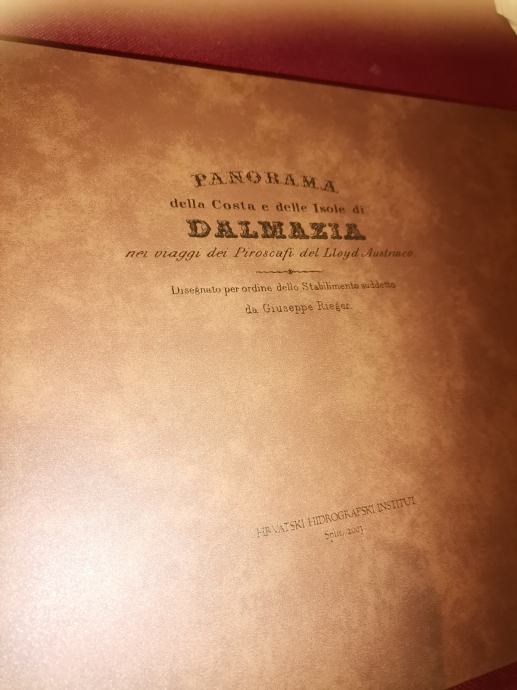 PANORAMA
della Costa e delle Isole di
DALMAZIA
nei viaggi dei Piroscafi del Lloyd Austriaco
Disegnato per ordine dello Stabilimento suddetto
da Giuseppe Rieger.
HRVATSKI HIDROGRAFSKI INSTITUT
Split,